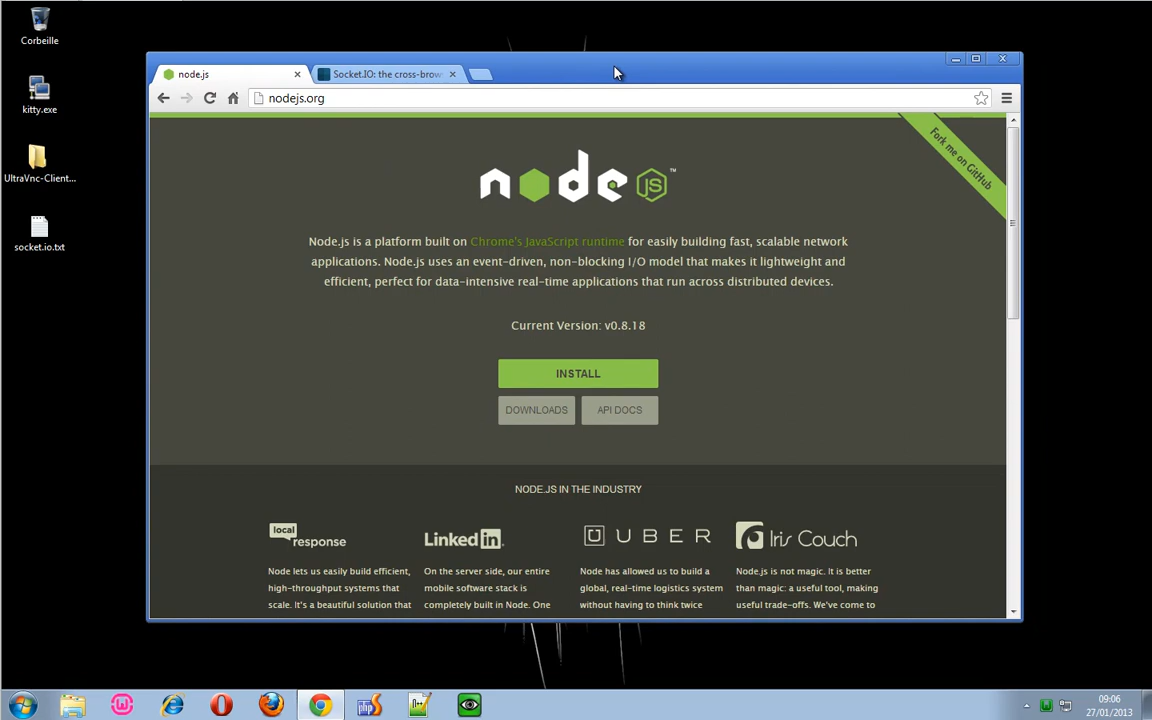 Corbeille
kitty.exe
UltraVnc-Client...
socket.io.txt
node.js
Socket.IO: the cross-brow
nodejs.org
Fork me on GitHub
node JS ™
Node.js is a platform built on Chrome's JavaScript runtime for easily building fast, scalable network
applications. Node.js uses an event-driven, non-blocking I/O model that makes it lightweight and
efficient, perfect for data-intensive real-time applications that run across distributed devices.
Current Version: v0.8.18
INSTALL
DOWNLOADS
API DOCS
NODE.JS IN THE INDUSTRY
local response
Node lets us easily build efficient,
high-throughput systems that
scale. It's a beautiful solution that
Linked in.
On the server side, our entire
mobile software stack is
completely built in Node. One
UBER
Node has allowed us to build a
global, real-time logistics system
without having to think twice
Iris Couch
Node.js is not magic. It is better
than magic: a useful tool, making
useful trade-offs. We've come to
09:06
27/01/2013